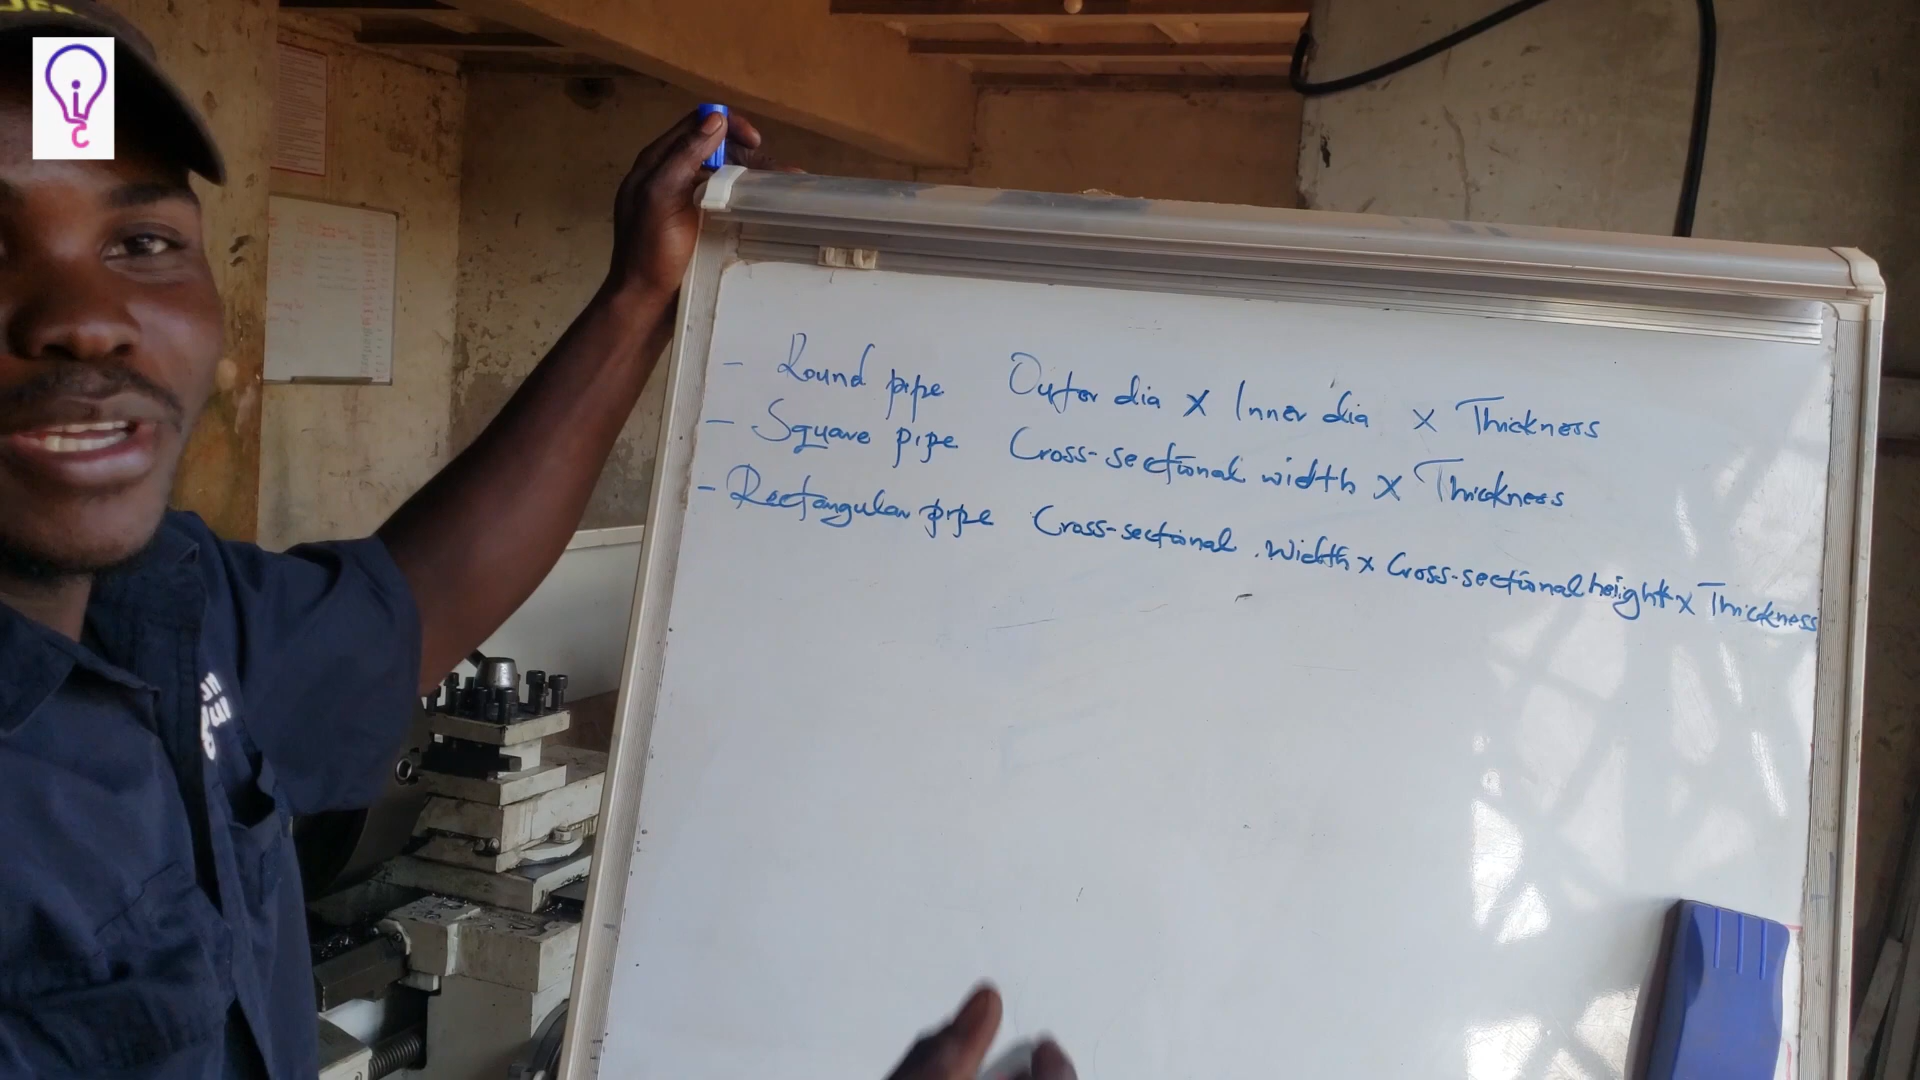 - Round pipe Outer dia x Inner dia x Thickness
- Square pipe Cross-sectional width x Thickness
- Rectangular pipe Cross-sectional width x Cross-sectional height x Thickness